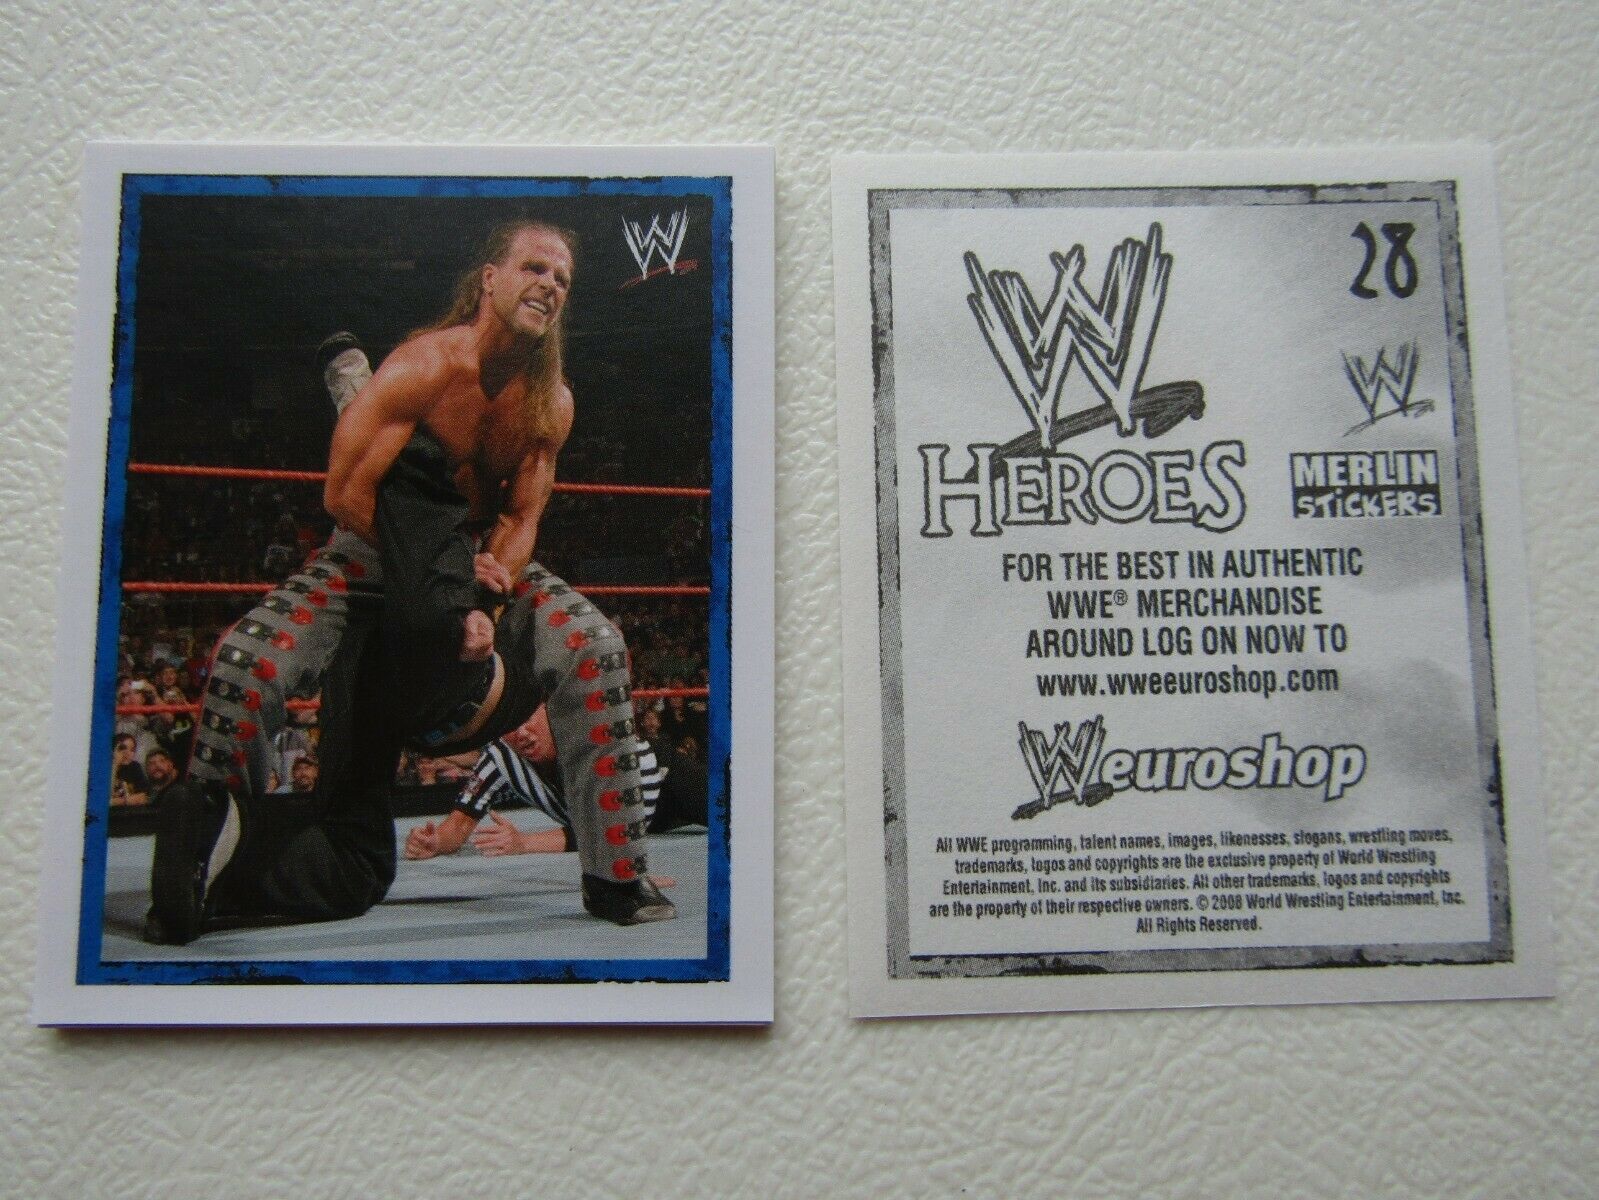 W
28
W
W
HEROES
MERLIN
STICKERS
FOR THE BEST IN AUTHENTIC
WWE® MERCHANDISE
AROUND LOG ON NOW TO
www.wweeuroshop.com
Weuroshop
All WWE programming, talent names, images, likenesses, slogans, wrestling moves,
trademarks, logos and copyrights are the exclusive property of World Wrestling
Entertainment, Inc. and its subsidiaries. All other trademarks, logos and copyrights
are the property of their respective owners. © 2008 World Wrestling Entertainment, Inc.
All Rights Reserved.